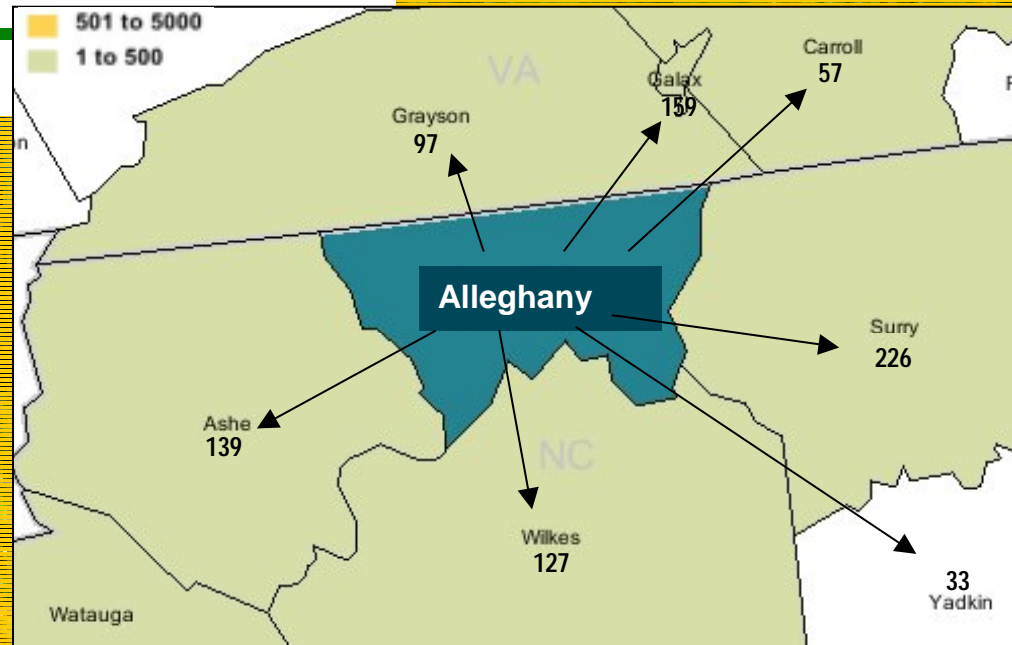 501 to 5000
1 to 500
VA
Carroll
57
Galax
159
Grayson
97
Alleghany
Surry
226
Ashe
139
NC
Wilkes
127
33
Yadkin
Watauga